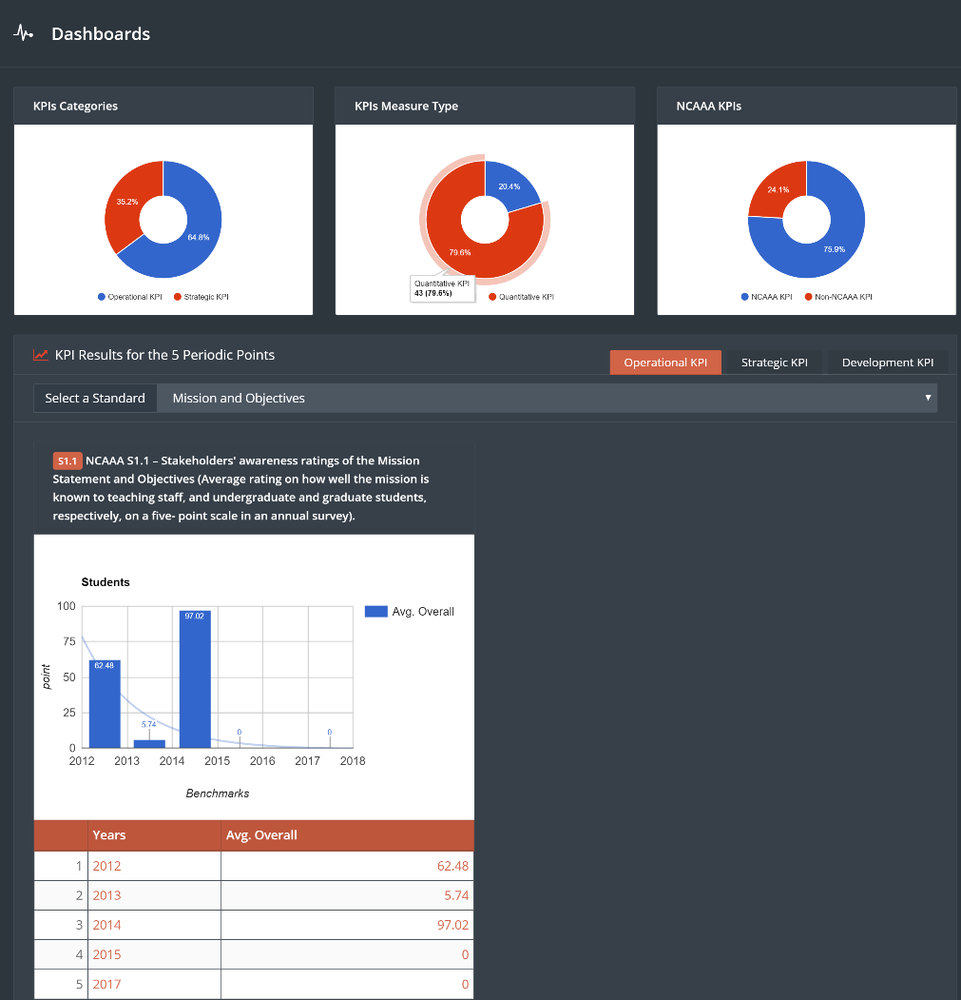 Dashboards
KPIs Categories
KPIs Measure Type
NCAAA KPIs
35.2%
64.8%
Operational KPI
Strategic KPI
20.4%
79.6%
Quantitative KPI
43 (79.6%)
Quantitative KPI
24.1%
75.9%
NCAAA KPI
Non-NCAAA KPI
KPI Results for the 5 Periodic Points
Operational KPI
Strategic KPI
Development KPI
Select a Standard
Mission and Objectives
S1.1 NCAAA S1.1 – Stakeholders' awareness ratings of the Mission
Statement and Objectives (Average rating on how well the mission is
known to teaching staff, and undergraduate and graduate students,
respectively, on a five- point scale in an annual survey).
Students
Avg. Overall
point
100
75
50
25
0
62.48
5.74
97.02
0
0
2012 2013 2014 2015 2016 2017 2018
Benchmarks
Years Avg. Overall
1 2012 62.48
2 2013 5.74
3 2014 97.02
4 2015 0
5 2017 0